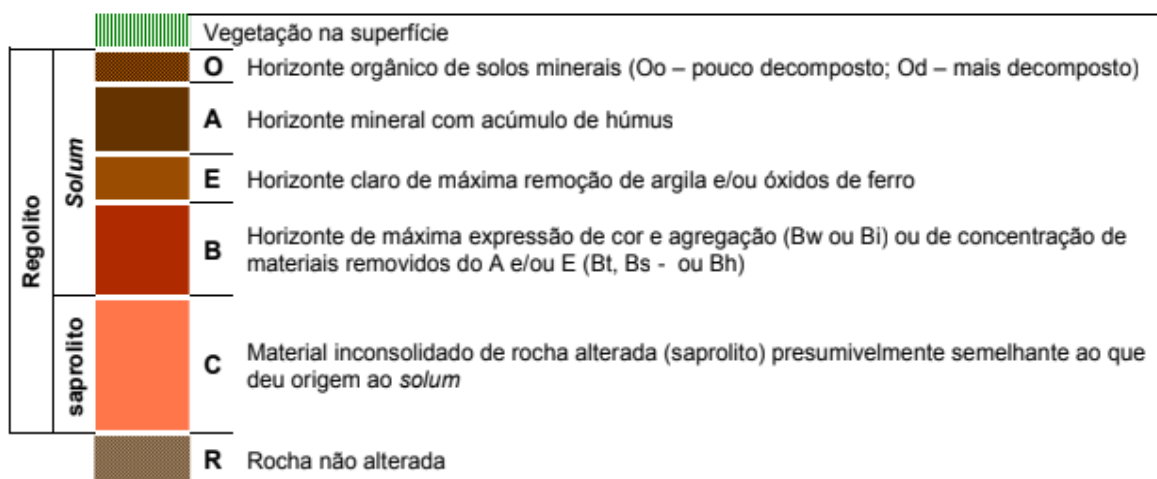 Vegetação na superfície
O Horizonte orgânico de solos minerais (Oo – pouco decomposto; Od – mais decomposto)
A Horizonte mineral com acúmulo de húmus
E Horizonte claro de máxima remoção de argila e/ou óxidos de ferro
B Horizonte de máxima expressão de cor e agregação (Bw ou Bi) ou de concentração de
materiais removidos do A e/ou E (Bt, Bs - ou Bh)
C Material inconsolidado de rocha alterada (saprolito) presumivelmente semelhante ao que
deu origem ao solum
R Rocha não alterada
Regolito
Solum
saprolito